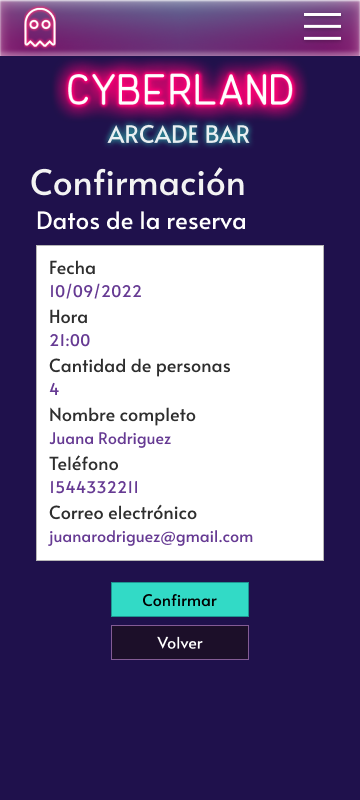 CYBERLAND
ARCADE BAR
Confirmación
Datos de la reserva
Fecha
10/09/2022
Hora
21:00
Cantidad de personas
4
Nombre completo
Juana Rodriguez
Teléfono
1544332211
Correo electrónico
juanarodriguez@gmail.com
Confirmar
Volver